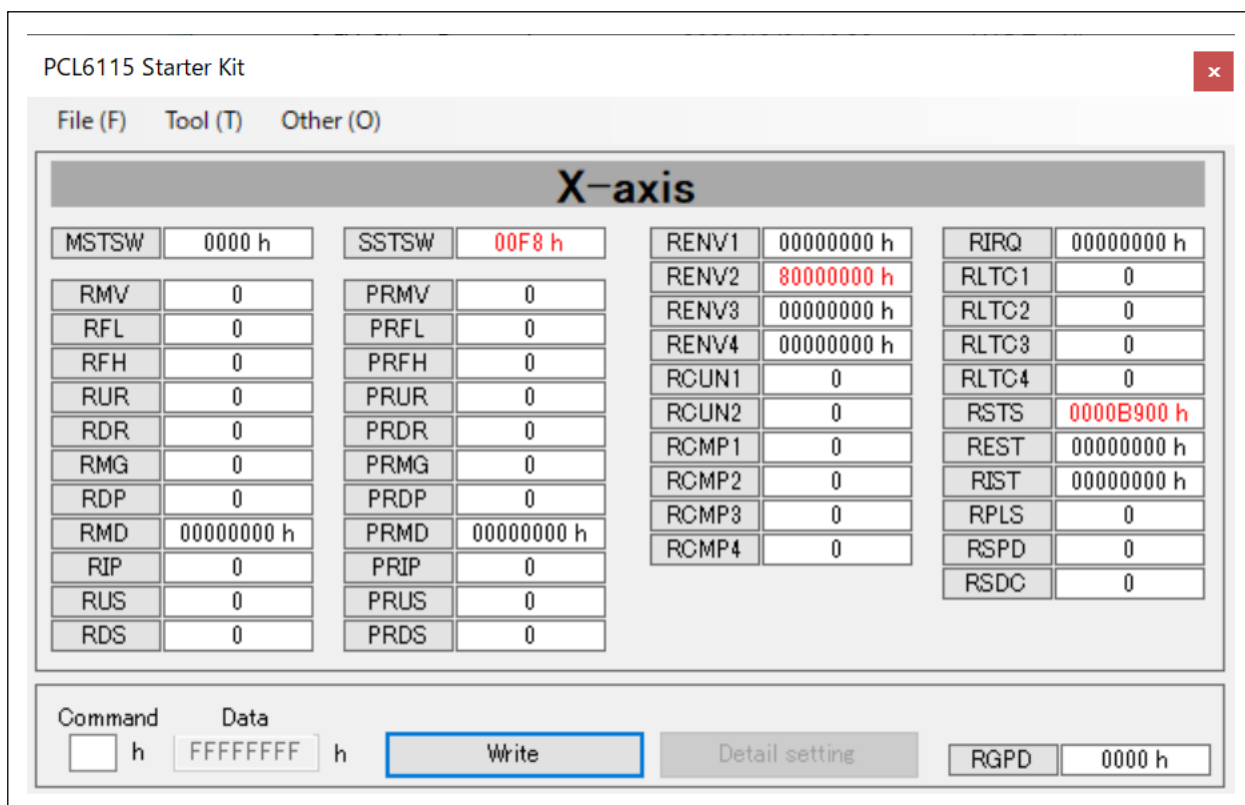 PCL6115 Starter Kit x
File (F) Tool (T) Other (O)
X-axis
MSTSW 0000 h SSTSW 00F8 h RENV1 00000000 h RIRQ 00000000 h
RENV2 80000000 h RLTC1 0
RMV 0 PRMV 0 RENV3 00000000 h RLTC2 0
RFL 0 PRFL 0 RENV4 00000000 h RLTC3 0
RFH 0 PRFH 0 RCUN1 0 RLTC4 0
RUR 0 PRUR 0 RCUN2 0 RSTS 0000B900 h
RDR 0 PRDR 0 RCMP1 0 REST 00000000 h
RMG 0 PRMG 0 RCMP2 0 RIST 00000000 h
RDP 0 PRDP 0 RCMP3 0 RPLS 0
RMD 00000000 h PRMD 00000000 h RCMP4 0 RSPD 0
RIP 0 PRIP 0 RSDC 0
RUS 0 PRUS 0
RDS 0 PRDS 0
Command Data
h FFFFFFFF h Write Detail setting RGPD 0000 h